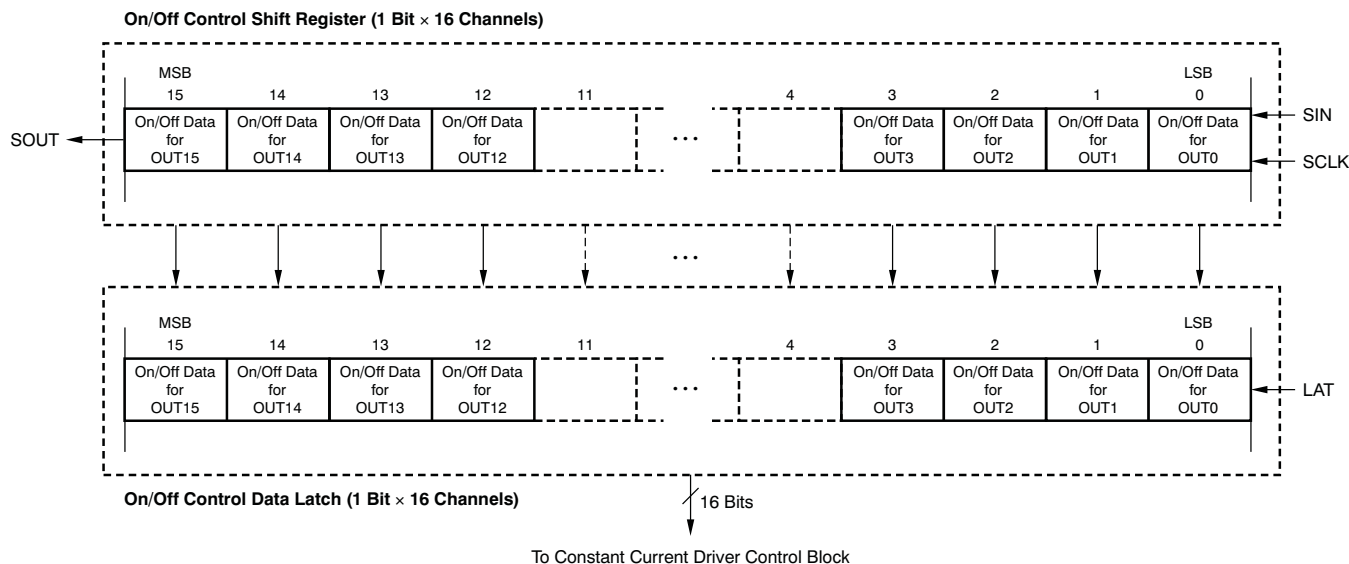 On/Off Control Shift Register (1 Bit × 16 Channels)
MSB LSB
15 14 13 12 11 4 3 2 1 0
SOUT
On/Off Data for OUT15
On/Off Data for OUT14
On/Off Data for OUT13
On/Off Data for OUT12
...
On/Off Data for OUT3
On/Off Data for OUT2
On/Off Data for OUT1
On/Off Data for OUT0
SIN
SCLK
...
MSB LSB
15 14 13 12 11 4 3 2 1 0
On/Off Data for OUT15
On/Off Data for OUT14
On/Off Data for OUT13
On/Off Data for OUT12
...
On/Off Data for OUT3
On/Off Data for OUT2
On/Off Data for OUT1
On/Off Data for OUT0
LAT
On/Off Control Data Latch (1 Bit × 16 Channels)
16 Bits
To Constant Current Driver Control Block